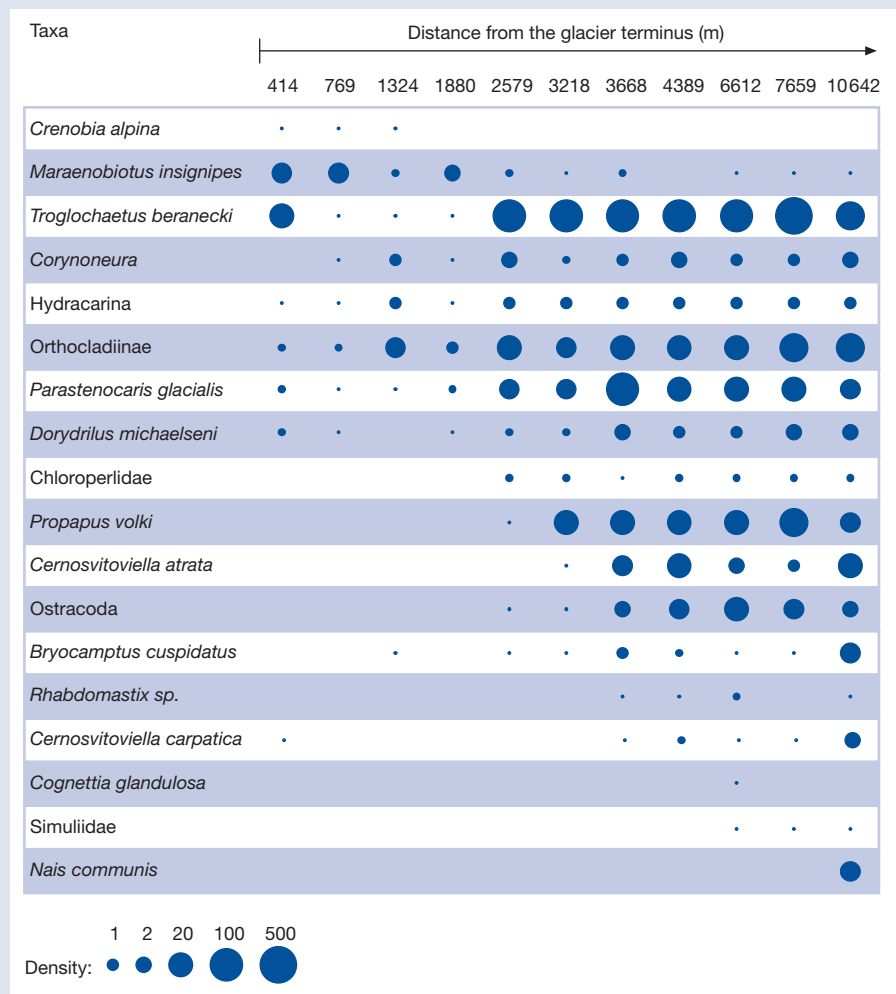 Taxa
Distance from the glacier terminus (m)
414 769 1324 1880 2579 3218 3668 4389 6612 7659 10642
Crenobia alpina
Maraenobiotus insignipes
Troglochaetus beranecki
Corynoneura
Hydracarina
Orthocladiinae
Parastenocaris glacialis
Dorydrilus michaelseni
Chloroperlidae
Propapus volki
Cernosvitoviella atrata
Ostracoda
Bryocamptus cuspidatus
Rhabdomastix sp.
Cernosvitoviella carpatica
Cognettia glandulosa
Simuliidae
Nais communis
1 2 20 100 500
Density: